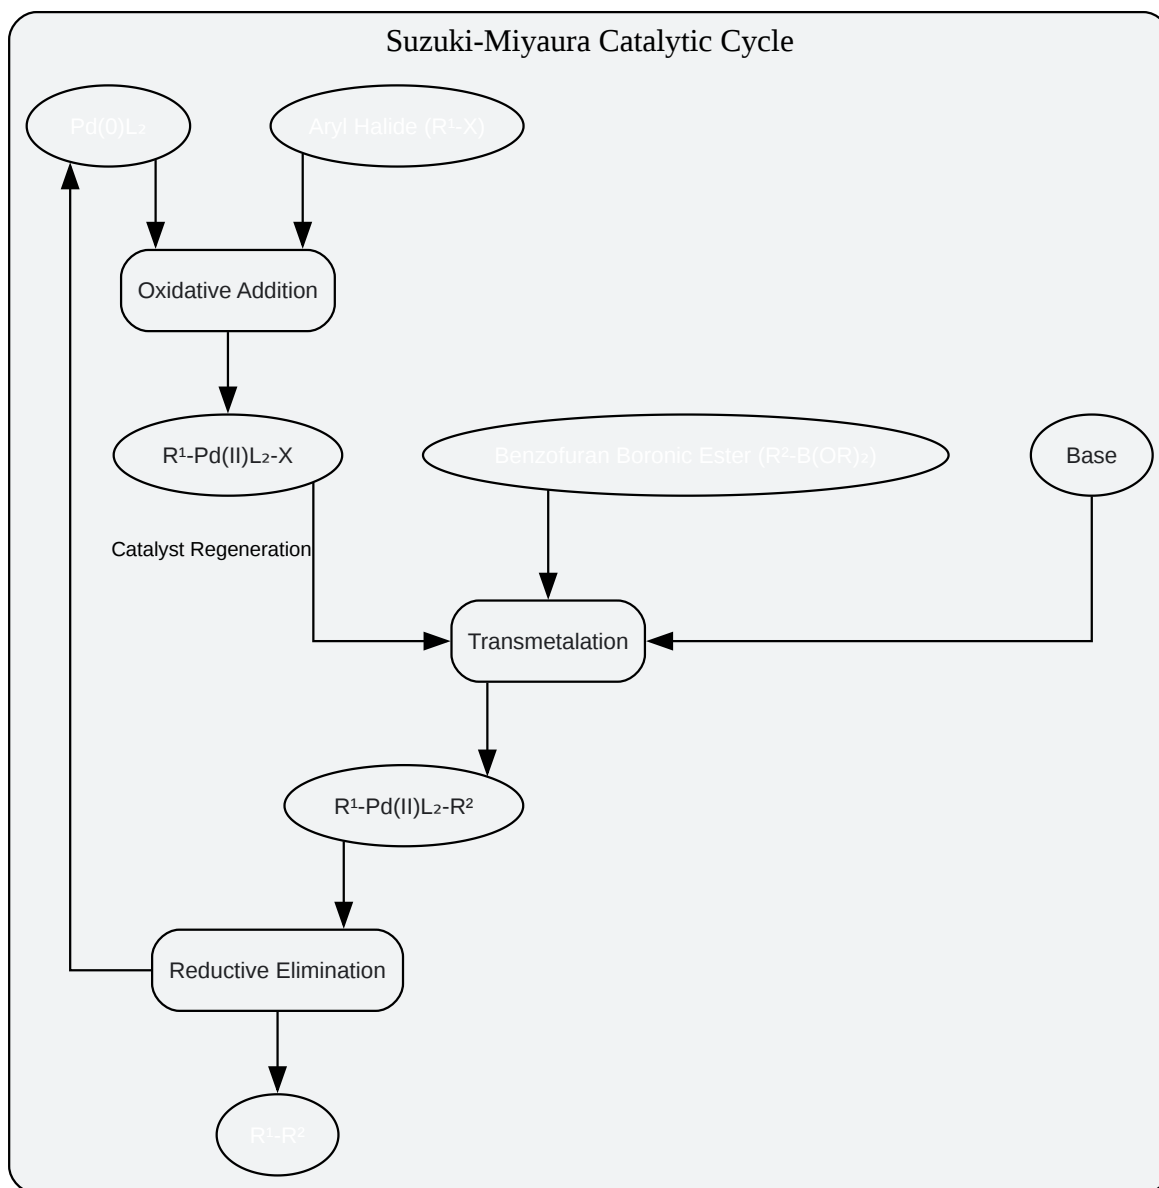 Suzuki-Miyaura Catalytic Cycle
Pd(0)L₂
Aryl Halide (R¹-X)
Oxidative Addition
R¹-Pd(II)L₂-X
Benzofuran Boronic Ester (R²-B(OR)₂)
Base
Catalyst Regeneration
Transmetalation
R¹-Pd(II)L₂-R²
Reductive Elimination
R¹-R²